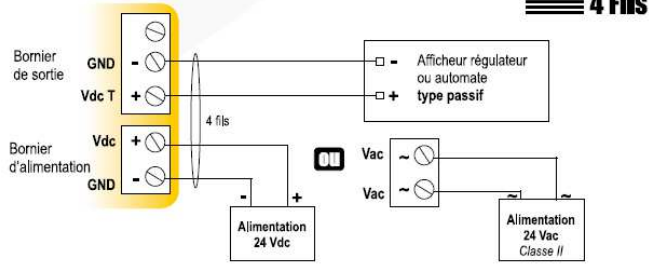 4 Fils
Bornier
de sortie
GND
-
Vdc T
+
- Afficheur régulateur
ou automate
+ type passif
4 fils
Bornier
d'alimentation
Vdc
+
GND
-
- +
Alimentation
24 Vdc
OU
Vac ~
Vac ~
~ ~
Alimentation
24 Vac
Classe II